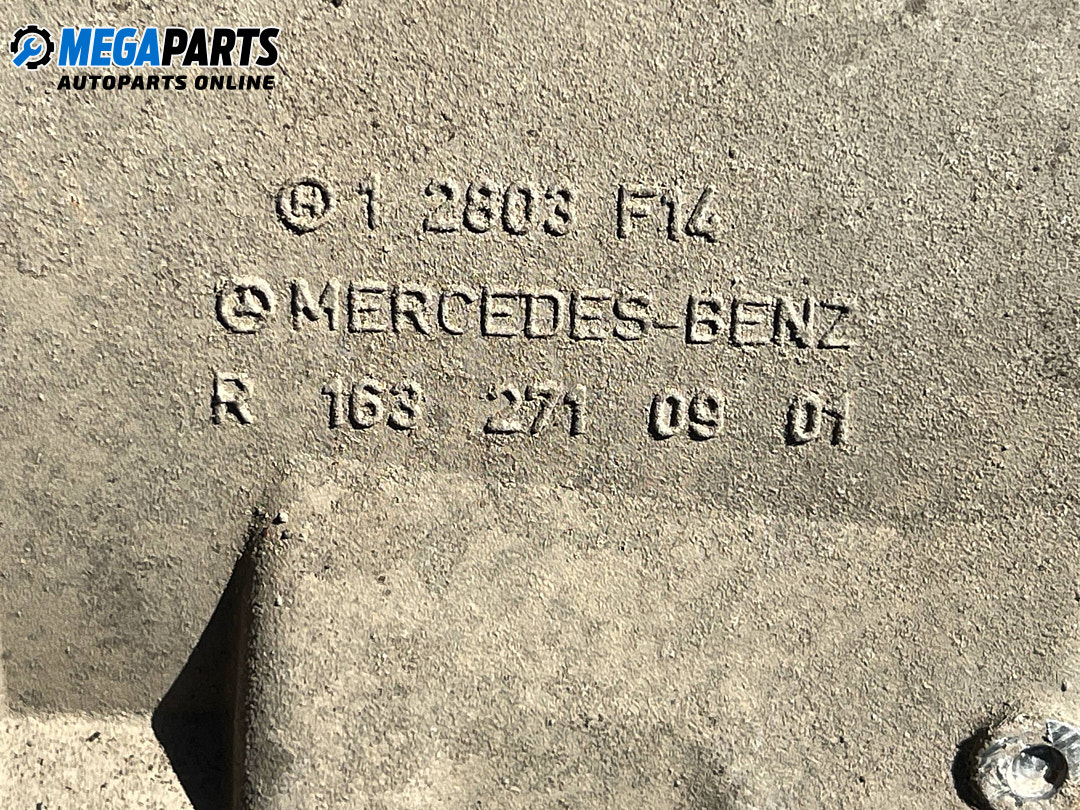 MEGAPARTS
AUTOPARTS ONLINE
H 1 2803 F14
MERCEDES-BENZ
R 163 271 09 01